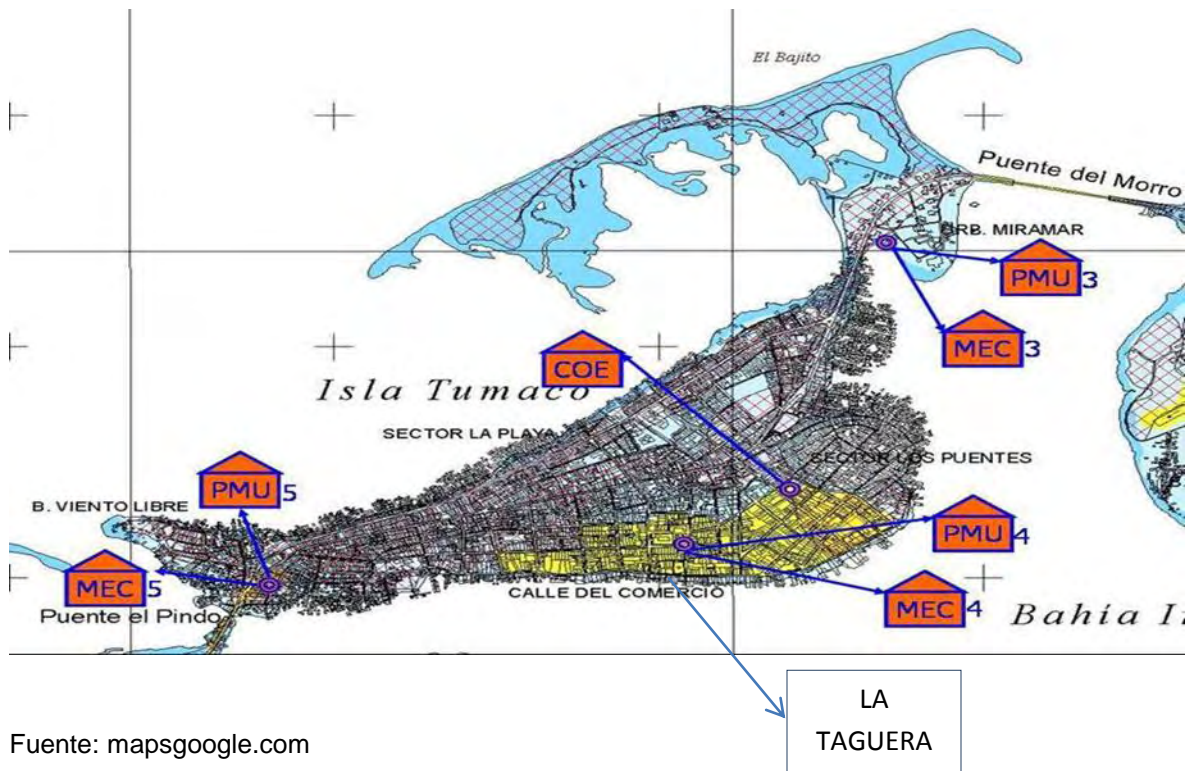 El Bajito
Puente del Morro
URB. MIRAMAR
PMU 3
MEC 3
COE
Isla Tumaco
SECTOR LA PLAYA
SECTOR LOS PUENTES
PMU 5
B. VIENTO LIBRE
PMU 4
MEC 5
CALLE DEL COMERCIO
MEC 4
Puente el Pindo
Bahía I
LA
TAGUERA
Fuente: mapsgoogle.com